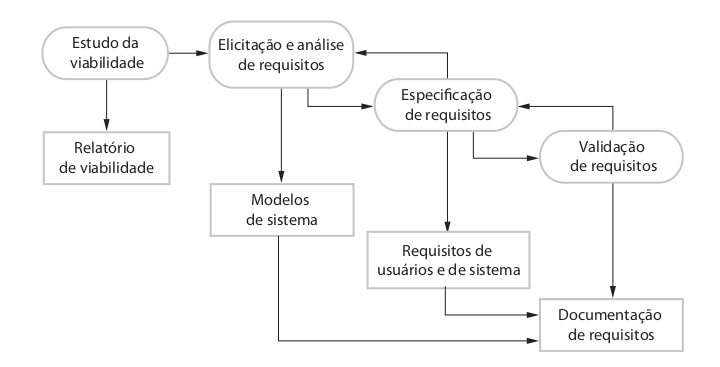 Estudo da
viabilidade
Elicitação e análise
de requisitos
Especificação
de requisitos
Validação
de requisitos
Relatório
de viabilidade
Modelos
de sistema
Requisitos de
usuários e de sistema
Documentação
de requisitos